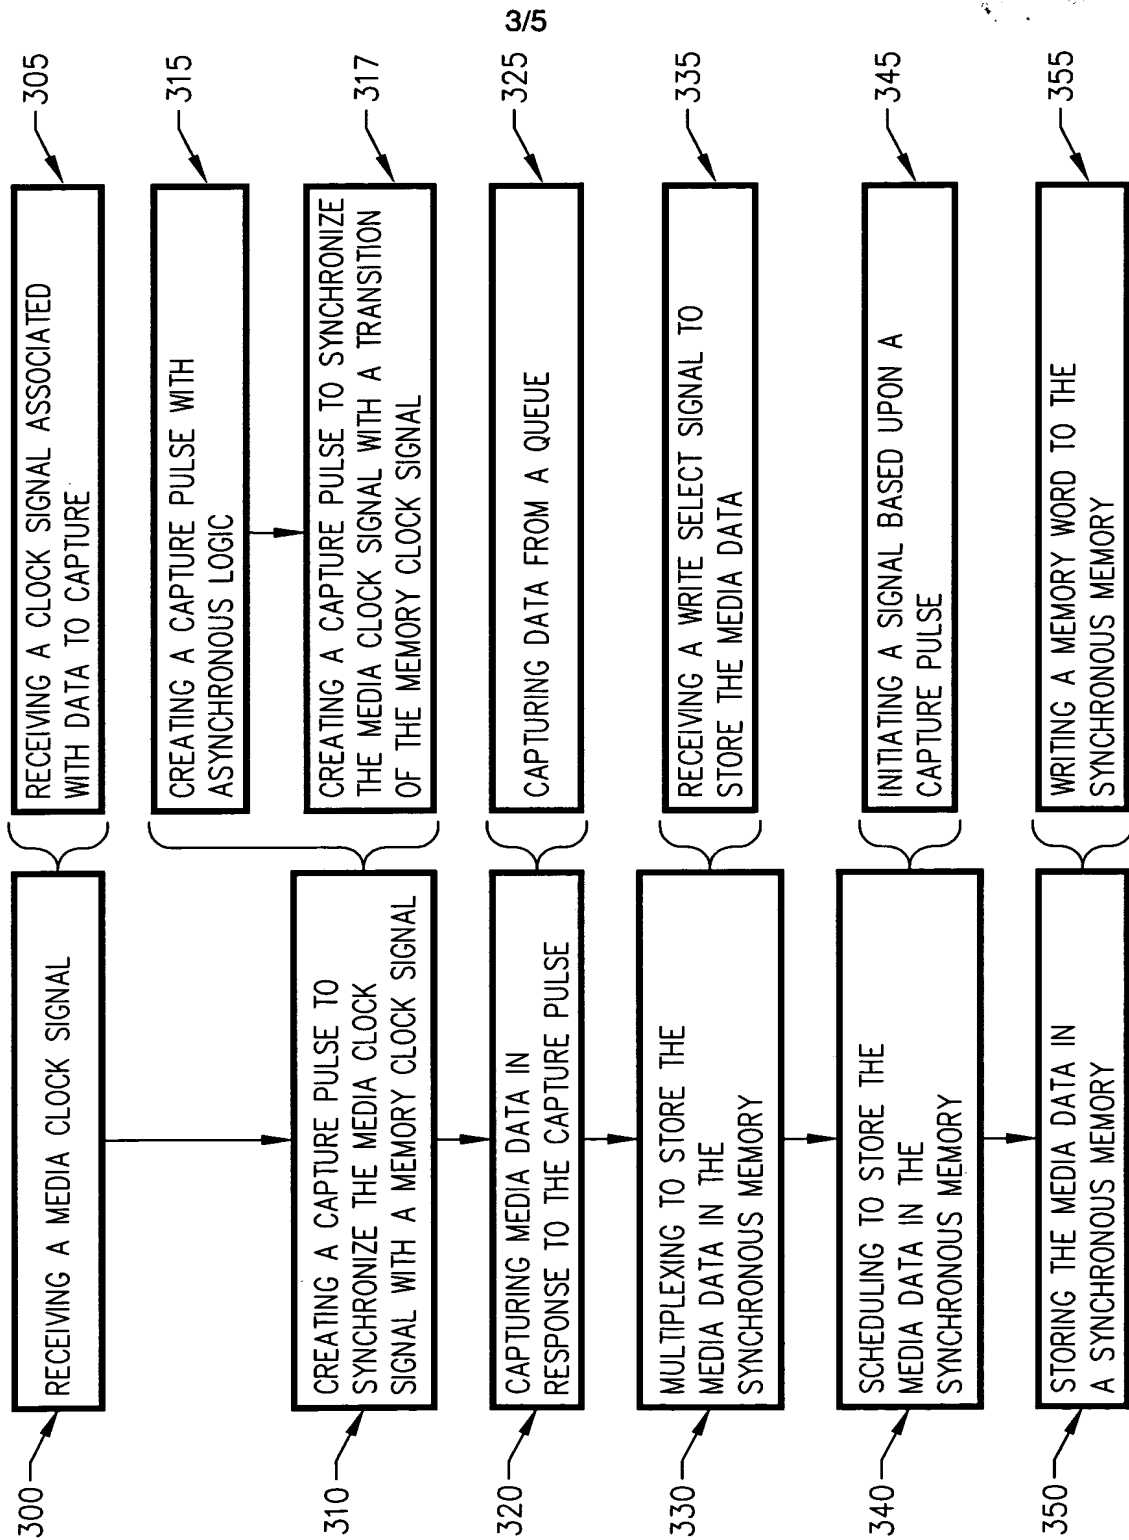 3/5
300
RECEIVING A MEDIA CLOCK SIGNAL
RECEIVING A CLOCK SIGNAL ASSOCIATED
WITH DATA TO CAPTURE
305
310
CREATING A CAPTURE PULSE TO
SYNCHRONIZE THE MEDIA CLOCK
SIGNAL WITH A MEMORY CLOCK SIGNAL
CREATING A CAPTURE PULSE WITH
ASYNCHRONOUS LOGIC
315
CREATING A CAPTURE PULSE TO SYNCHRONIZE
THE MEDIA CLOCK SIGNAL WITH A TRANSITION
OF THE MEMORY CLOCK SIGNAL
317
320
CAPTURING MEDIA DATA IN
RESPONSE TO THE CAPTURE PULSE
CAPTURING DATA FROM A QUEUE
325
330
MULTIPLEXING TO STORE THE
MEDIA DATA IN THE
SYNCHRONOUS MEMORY
RECEIVING A WRITE SELECT SIGNAL TO
STORE THE MEDIA DATA
335
340
SCHEDULING TO STORE THE
MEDIA DATA IN THE
SYNCHRONOUS MEMORY
INITIATING A SIGNAL BASED UPON A
CAPTURE PULSE
345
350
STORING THE MEDIA DATA IN
A SYNCHRONOUS MEMORY
WRITING A MEMORY WORD TO THE
SYNCHRONOUS MEMORY
355